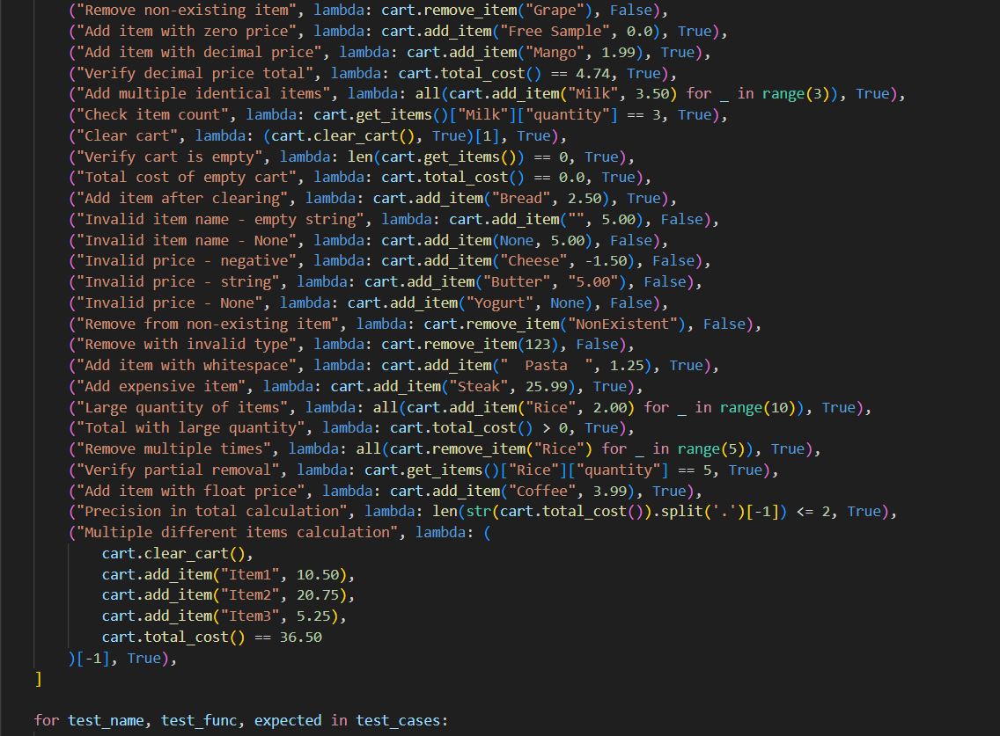 ("Remove non-existing item", lambda: cart.remove_item("Grape"), False),
("Add item with zero price", lambda: cart.add_item("Free Sample", 0.0), True),
("Add item with decimal price", lambda: cart.add_item("Mango", 1.99), True),
("Verify decimal price total", lambda: cart.total_cost() == 4.74, True),
("Add multiple identical items", lambda: all(cart.add_item("Milk", 3.50) for _ in range(3)), True),
("Check item count", lambda: cart.get_items()["Milk"]["quantity"] == 3, True),
("Clear cart", lambda: (cart.clear_cart(), True)[1], True),
("Verify cart is empty", lambda: len(cart.get_items()) == 0, True),
("Total cost of empty cart", lambda: cart.total_cost() == 0.0, True),
("Add item after clearing", lambda: cart.add_item("Bread", 2.50), True),
("Invalid item name - empty string", lambda: cart.add_item("", 5.00), False),
("Invalid item name - None", lambda: cart.add_item(None, 5.00), False),
("Invalid price - negative", lambda: cart.add_item("Cheese", -1.50), False),
("Invalid price - string", lambda: cart.add_item("Butter", "5.00"), False),
("Invalid price - None", lambda: cart.add_item("Yogurt", None), False),
("Remove from non-existing item", lambda: cart.remove_item("NonExistent"), False),
("Remove with invalid type", lambda: cart.remove_item(123), False),
("Add item with whitespace", lambda: cart.add_item("  Pasta  ", 1.25), True),
("Add expensive item", lambda: cart.add_item("Steak", 25.99), True),
("Large quantity of items", lambda: all(cart.add_item("Rice", 2.00) for _ in range(10)), True),
("Total with large quantity", lambda: cart.total_cost() > 0, True),
("Remove multiple times", lambda: all(cart.remove_item("Rice") for _ in range(5)), True),
("Verify partial removal", lambda: cart.get_items()["Rice"]["quantity"] == 5, True),
("Add item with float price", lambda: cart.add_item("Coffee", 3.99), True),
("Precision in total calculation", lambda: len(str(cart.total_cost()).split('.')[-1]) <= 2, True),
("Multiple different items calculation", lambda: (
cart.clear_cart(),
cart.add_item("Item1", 10.50),
cart.add_item("Item2", 20.75),
cart.add_item("Item3", 5.25),
cart.total_cost() == 36.50
)[-1], True),
]
for test_name, test_func, expected in test_cases: